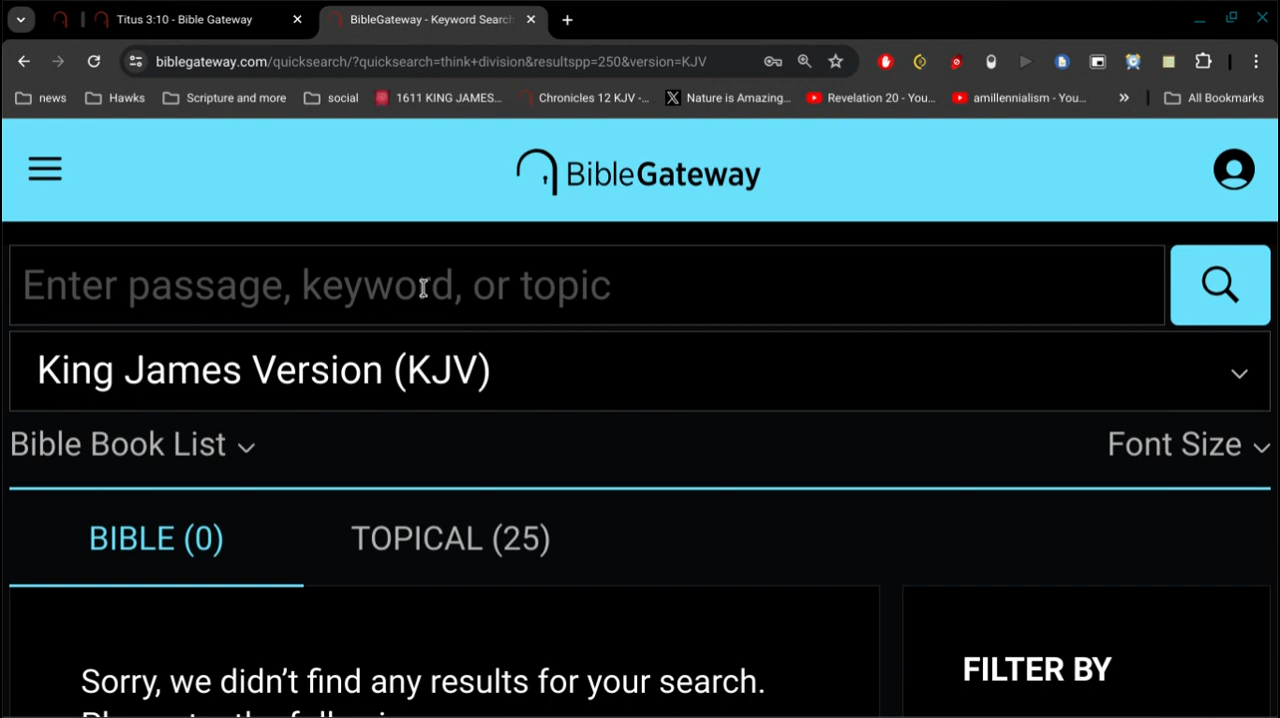 Titus 3:10 - Bible Gateway
BibleGateway - Keyword Search
biblegateway.com/quicksearch/?quicksearch=think+division&resultspp=250&version=KJV
news
Hawks
Scripture and more
social
1611 KING JAMES...
Chronicles 12 KJV -...
Nature is Amazing...
Revelation 20 - You...
amillennialism - You...
All Bookmarks
BibleGateway
Enter passage, keyword, or topic
King James Version (KJV)
Bible Book List
Font Size
BIBLE (0)
TOPICAL (25)
Sorry, we didn’t find any results for your search.
FILTER BY